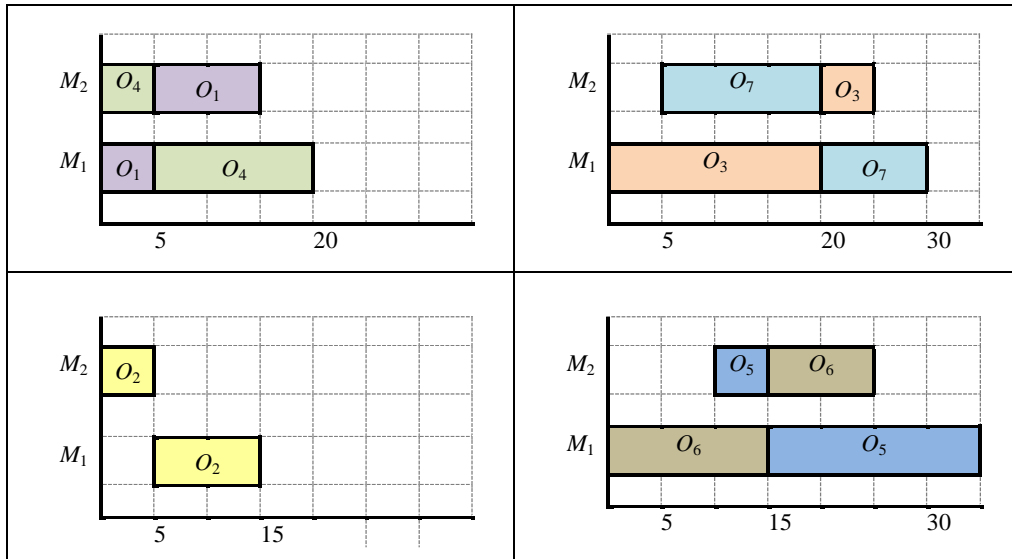 M₂ O₄ O₁
M₁ O₁ O₄
5 20
M₂ O₇ O₃
M₁ O₃ O₇
5 20 30
M₂ O₂
M₁ O₂
5 15
M₂ O₅ O₆
M₁ O₆ O₅
5 15 30